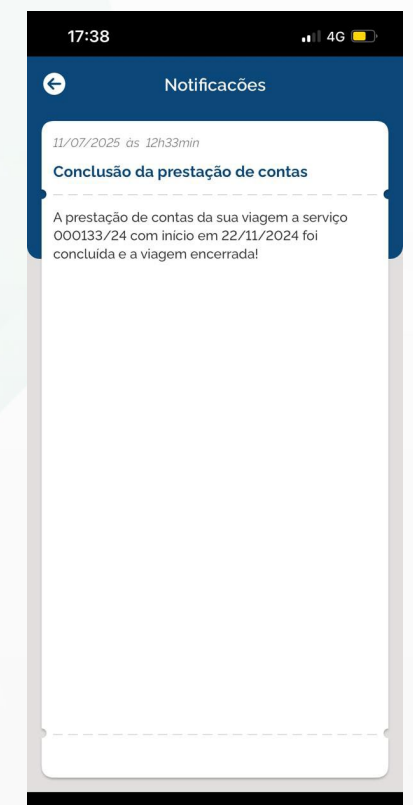 17:38
4G
Notificacões
11/07/2025 às 12h33min
Conclusão da prestação de contas
A prestação de contas da sua viagem a serviço
000133/24 com início em 22/11/2024 foi
concluída e a viagem encerrada!